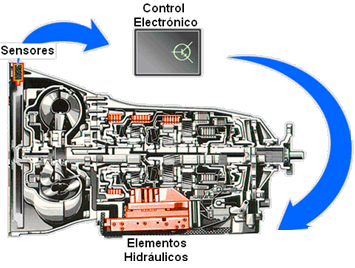 Control
Electrónico
Sensores
Elementos
Hidráulicos